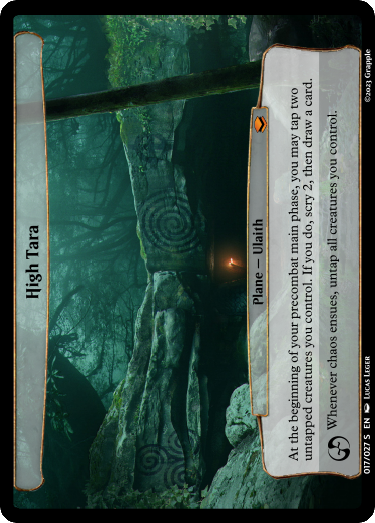 High Tara
Plane — Ulaith
At the beginning of your precombat main phase, you may tap two
untapped creatures you control. If you do, scry 2, then draw a card.
Whenever chaos ensues, untap all creatures you control.
017/027 S EN Lucas Leger
©2023 Grapple